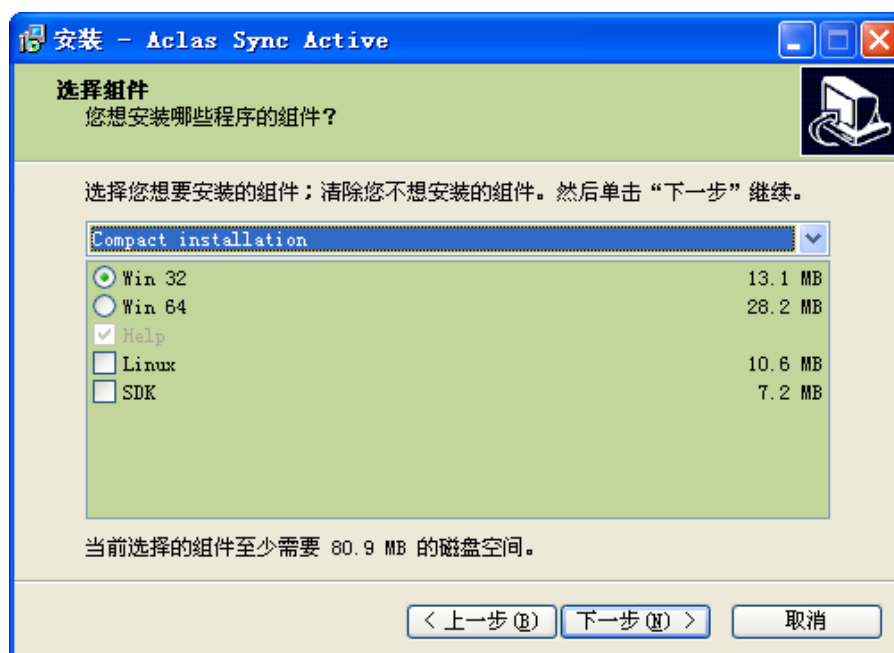 安装 - Aclas Sync Active
选择组件
您想安装哪些程序的组件？
选择您想要安装的组件；清除您不想安装的组件。然后单击“下一步”继续。
Compact installation
Win 32 13.1 MB
Win 64 28.2 MB
Help
Linux 10.6 MB
SDK 7.2 MB
当前选择的组件至少需要 80.9 MB 的磁盘空间。
< 上一步(B) 下一步(N) > 取消